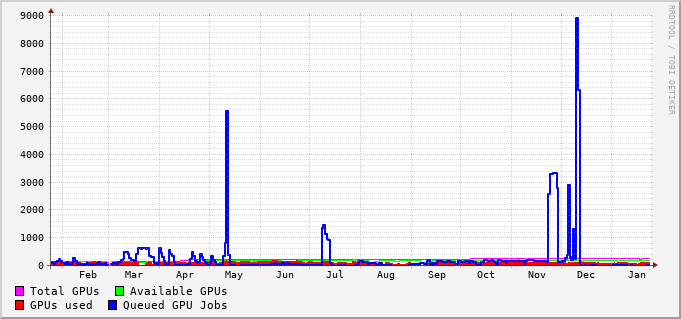 9000
8000
7000
6000
5000
4000
3000
2000
1000
0
Feb Mar Apr May Jun Jul Aug Sep Oct Nov Dec Jan
Total GPUs Available GPUs
GPUs used Queued GPU Jobs
RRDTOOL / TOBI OETIKER